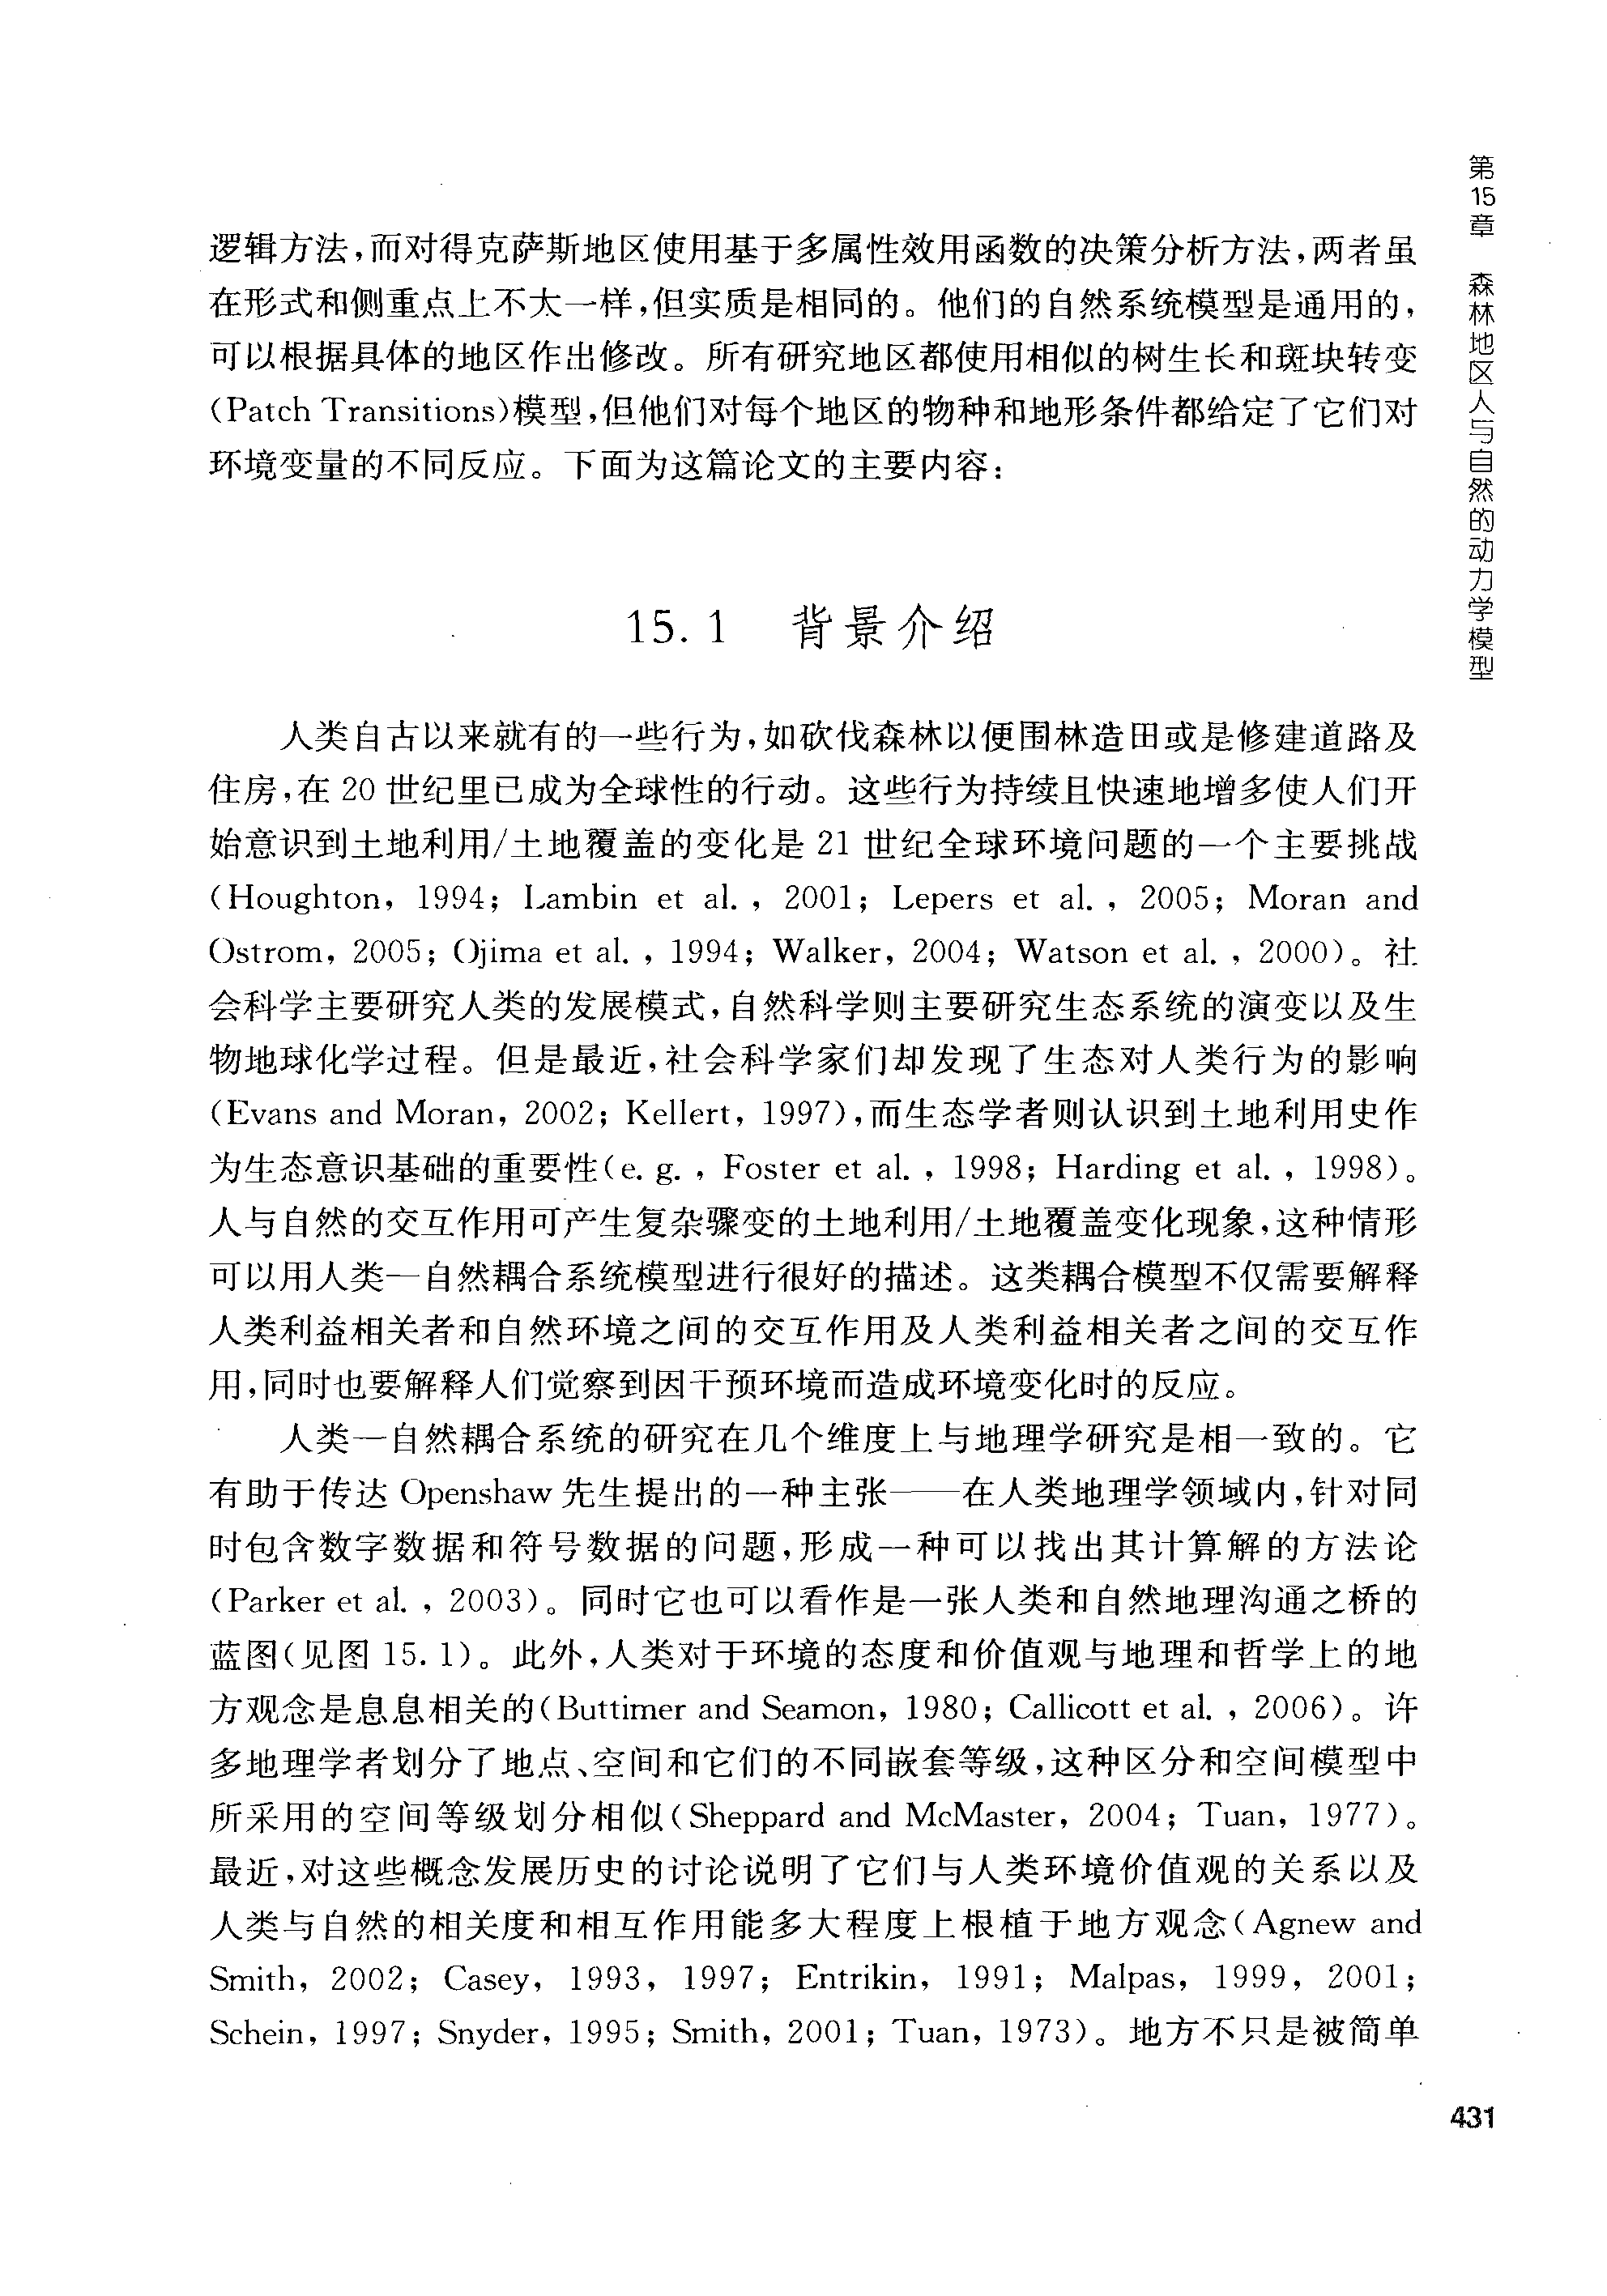 第15章 森林地区人与自然的动力学模型
逻辑方法,而对得克萨斯地区使用基于多属性效用函数的决策分析方法,两者虽
在形式和侧重点上不太一样,但实质是相同的。他们的自然系统模型是通用的,
可以根据具体的地区作出修改。所有研究地区都使用相似的树生长和斑块转变
(Patch Transitions)模型,但他们对每个地区的物种和地形条件都给定了它们对
环境变量的不同反应。下面为这篇论文的主要内容:
15.1 背景介绍
人类自古以来就有的一些行为,如砍伐森林以便围林造田或是修建道路及
住房,在 20 世纪里已成为全球性的行动。这些行为持续且快速地增多使人们开
始意识到土地利用/土地覆盖的变化是 21 世纪全球环境问题的一个主要挑战
(Houghton, 1994; Lambin et al., 2001; Lepers et al., 2005; Moran and
Ostrom, 2005; Ojima et al., 1994; Walker, 2004; Watson et al., 2000)。社
会科学主要研究人类的发展模式,自然科学则主要研究生态系统的演变以及生
物地球化学过程。但是最近,社会科学家们却发现了生态对人类行为的影响
(Evans and Moran, 2002; Kellert, 1997),而生态学者则认识到土地利用史作
为生态意识基础的重要性(e. g., Foster et al., 1998; Harding et al., 1998)。
人与自然的交互作用可产生复杂骤变的土地利用/土地覆盖变化现象,这种情形
可以用人类—自然耦合系统模型进行很好的描述。这类耦合模型不仅需要解释
人类利益相关者和自然环境之间的交互作用及人类利益相关者之间的交互作
用,同时也要解释人们觉察到因干预环境而造成环境变化时的反应。
人类—自然耦合系统的研究在几个维度上与地理学研究是相一致的。它
有助于传达 Openshaw 先生提出的一种主张——在人类地理学领域内,针对同
时包含数字数据和符号数据的问题,形成一种可以找出其计算解的方法论
(Parker et al., 2003)。同时它也可以看作是一张人类和自然地理沟通之桥的
蓝图(见图 15.1)。此外,人类对于环境的态度和价值观与地理和哲学上的地
方观念是息息相关的(Buttimer and Seamon, 1980; Callicott et al., 2006)。许
多地理学者划分了地点、空间和它们的不同嵌套等级,这种区分和空间模型中
所采用的空间等级划分相似(Sheppard and McMaster, 2004; Tuan, 1977)。
最近,对这些概念发展历史的讨论说明了它们与人类环境价值观的关系以及
人类与自然的相关度和相互作用能多大程度上根植于地方观念(Agnew and
Smith, 2002; Casey, 1993, 1997; Entrikin, 1991; Malpas, 1999, 2001;
Schein, 1997; Snyder, 1995; Smith, 2001; Tuan, 1973)。地方不只是被简单
431